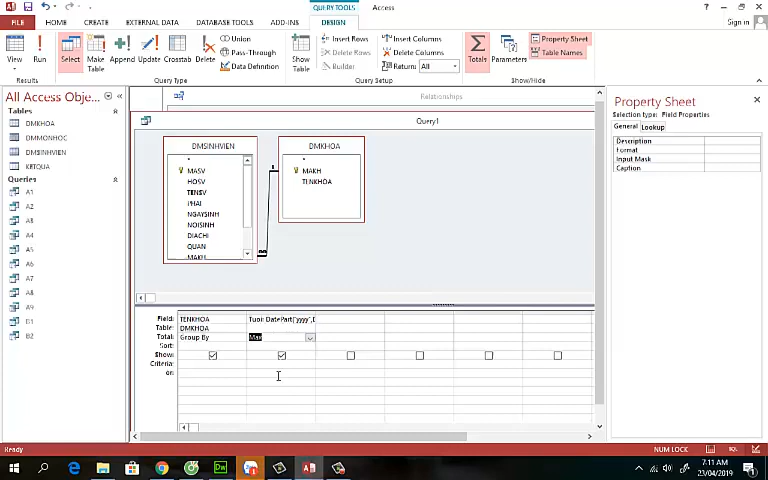 QUERY TOOLS
Access
Sign in
FILE
HOME
CREATE
EXTERNAL DATA
DATABASE TOOLS
ADD-INS
DESIGN
View
Run
Results
Select
Make Table
Append
Update
Crosstab
Delete
Union
Pass-Through
Data Definition
Query Type
Show Table
Insert Rows
Delete Rows
Builder
Insert Columns
Delete Columns
Return: All
Query Setup
Totals
Parameters
Property Sheet
Table Names
Show/Hide
All Access Obje...
Tables
DMKHOA
DMMONHOC
DMSINHVIEN
KETQUA
Queries
A1
A2
A3
A4
A5
A6
A7
A8
A9
B1
B2
Relationships
Query1
DMSINHVIEN
*
MASV
HOSV
TENSV
PHAI
NGAYSINH
NOISINH
DIACHI
QUAN
MAKH
DMKHOA
*
MAKH
TENKHOA
Field: TENKHOA Tuoi: DatePart("yyyy",D
Table: DMKHOA
Total: Group By Max
Sort:
Show:
Criteria:
or:
Property Sheet
Selection type: Field Properties
General Lookup
Description
Format
Input Mask
Caption
Ready
NUM LOCK
SQL
7:11 AM
23/04/2019